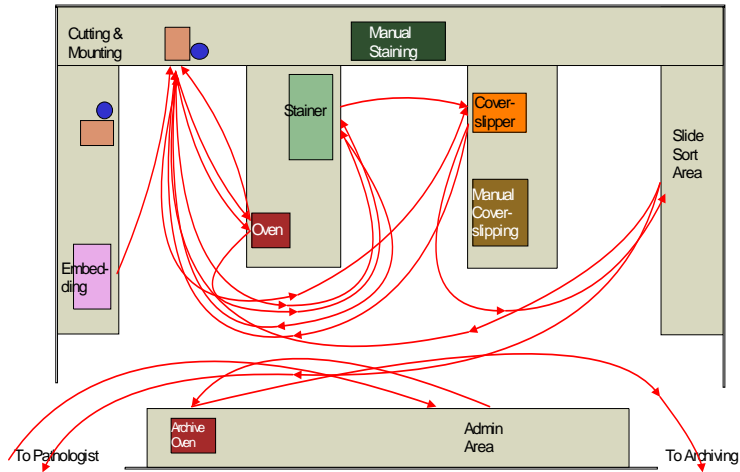 Cutting &
Mounting
Manual
Staining
Stainer
Cover-
slipper
Slide
Sort
Area
Manual
Cover-
slipping
Oven
Embed-
ding
Archive
Oven
Admin
Area
To Pathologist
To Archiving